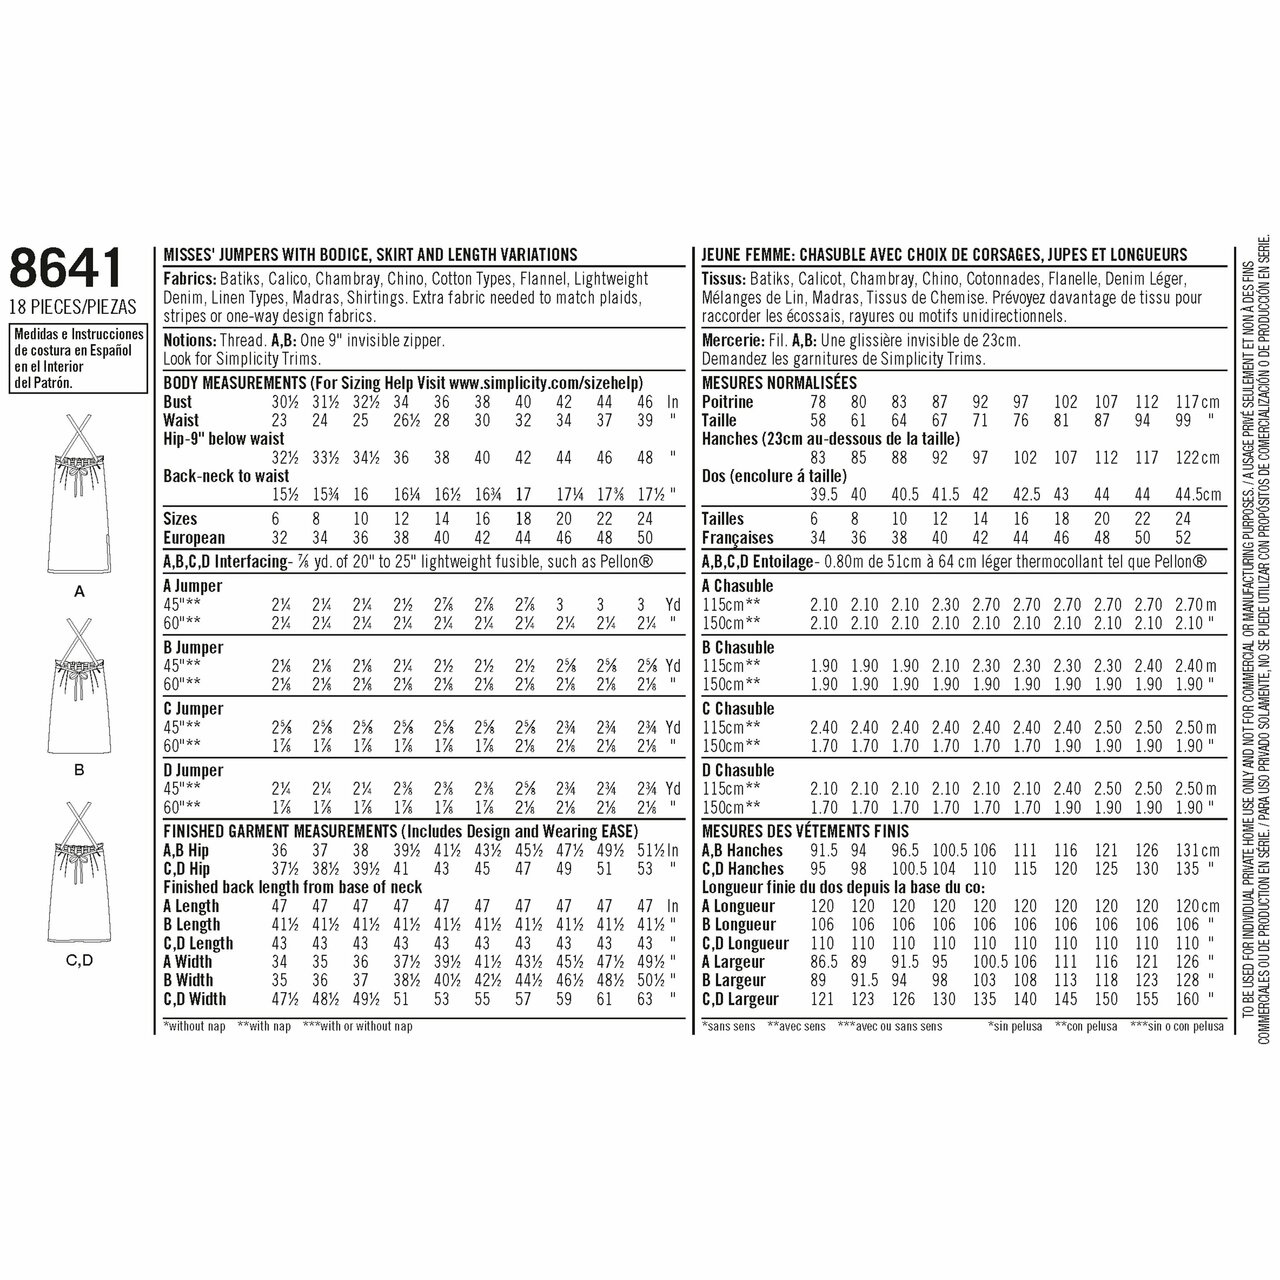 8641
18 PIECES/PIEZAS
Medidas e Instrucciones
de costura en Español
en el Interior
del Patrón.
A
B
C,D
MISSES' JUMPERS WITH BODICE, SKIRT AND LENGTH VARIATIONS
Fabrics: Batiks, Calico, Chambray, Chino, Cotton Types, Flannel, Lightweight
Denim, Linen Types, Madras, Shirtings. Extra fabric needed to match plaids,
stripes or one-way design fabrics.
Notions: Thread. A,B: One 9" invisible zipper.
Look for Simplicity Trims.
BODY MEASUREMENTS (For Sizing Help Visit www.simplicity.com/sizehelp)
Bust 30½ 31½ 32½ 34 36 38 40 42 44 46 In
Waist 23 24 25 26½ 28 30 32 34 37 39 "
Hip-9" below waist
32½ 33½ 34½ 36 38 40 42 44 46 48 "
Back-neck to waist
15½ 15¾ 16 16¼ 16½ 16¾ 17 17¼ 17⅜ 17½ "
Sizes 6 8 10 12 14 16 18 20 22 24
European 32 34 36 38 40 42 44 46 48 50
A,B,C,D Interfacing- ⅞ yd. of 20" to 25" lightweight fusible, such as Pellon®
A Jumper
45"** 2¼ 2¼ 2¼ 2½ 2⅞ 2⅞ 2⅞ 3 3 3 Yd
60"** 2¼ 2¼ 2¼ 2¼ 2¼ 2¼ 2¼ 2¼ 2¼ 2¼ "
B Jumper
45"** 2⅛ 2⅛ 2⅛ 2¼ 2½ 2½ 2½ 2⅝ 2⅝ 2⅝ Yd
60"** 2⅛ 2⅛ 2⅛ 2⅛ 2⅛ 2⅛ 2⅛ 2⅛ 2⅛ 2⅛ "
C Jumper
45"** 2⅝ 2⅝ 2⅝ 2⅝ 2⅝ 2⅝ 2⅝ 2¾ 2¾ 2¾ Yd
60"** 1⅞ 1⅞ 1⅞ 1⅞ 1⅞ 1⅞ 2⅛ 2⅛ 2⅛ 2⅛ "
D Jumper
45"** 2¼ 2¼ 2¼ 2⅜ 2⅜ 2⅜ 2⅝ 2¾ 2¾ 2¾ Yd
60"** 1⅞ 1⅞ 1⅞ 1⅞ 1⅞ 1⅞ 2⅛ 2⅛ 2⅛ 2⅛ "
FINISHED GARMENT MEASUREMENTS (Includes Design and Wearing EASE)
A,B Hip 36 37 38 39½ 41½ 43½ 45½ 47½ 49½ 51½ In
C,D Hip 37½ 38½ 39½ 41 43 45 47 49 51 53 "
Finished back length from base of neck
A Length 47 47 47 47 47 47 47 47 47 47 In
B Length 41½ 41½ 41½ 41½ 41½ 41½ 41½ 41½ 41½ 41½ "
C,D Length 43 43 43 43 43 43 43 43 43 43 "
A Width 34 35 36 37½ 39½ 41½ 43½ 45½ 47½ 49½ "
B Width 35 36 37 38½ 40½ 42½ 44½ 46½ 48½ 50½ "
C,D Width 47½ 48½ 49½ 51 53 55 57 59 61 63 "
*without nap **with nap ***with or without nap
JEUNE FEMME: CHASUBLE AVEC CHOIX DE CORSAGES, JUPES ET LONGUEURS
Tissus: Batiks, Calicot, Chambray, Chino, Cotonnades, Flanelle, Denim Léger,
Mélanges de Lin, Madras, Tissus de Chemise. Prévoyez davantage de tissu pour
raccorder les écossais, rayures ou motifs unidirectionnels.
Mercerie: Fil. A,B: Une glissière invisible de 23cm.
Demandez les garnitures de Simplicity Trims.
MESURES NORMALISÉES
Poitrine 78 80 83 87 92 97 102 107 112 117 cm
Taille 58 61 64 67 71 76 81 87 94 99 "
Hanches (23cm au-dessous de la taille)
83 85 88 92 97 102 107 112 117 122 cm
Dos (encolure á taille)
39.5 40 40.5 41.5 42 42.5 43 44 44 44.5cm
Tailles 6 8 10 12 14 16 18 20 22 24
Françaises 34 36 38 40 42 44 46 48 50 52
A,B,C,D Entoilage- 0.80m de 51cm à 64 cm léger thermocollant tel que Pellon®
A Chasuble
115cm** 2.10 2.10 2.10 2.30 2.70 2.70 2.70 2.70 2.70 2.70 m
150cm** 2.10 2.10 2.10 2.10 2.10 2.10 2.10 2.10 2.10 2.10 "
B Chasuble
115cm** 1.90 1.90 1.90 2.10 2.30 2.30 2.30 2.30 2.40 2.40 m
150cm** 1.90 1.90 1.90 1.90 1.90 1.90 1.90 1.90 1.90 1.90 "
C Chasuble
115cm** 2.40 2.40 2.40 2.40 2.40 2.40 2.40 2.50 2.50 2.50 m
150cm** 1.70 1.70 1.70 1.70 1.70 1.70 1.90 1.90 1.90 1.90 "
D Chasuble
115cm** 2.10 2.10 2.10 2.10 2.10 2.10 2.40 2.50 2.50 2.50 m
150cm** 1.70 1.70 1.70 1.70 1.70 1.70 1.90 1.90 1.90 1.90 "
MESURES DES VÉTEMENTS FINIS
A,B Hanches 91.5 94 96.5 100.5 106 111 116 121 126 131 cm
C,D Hanches 95 98 100.5 104 110 115 120 125 130 135 "
Longueur finie du dos depuis la base du co:
A Longueur 120 120 120 120 120 120 120 120 120 120 cm
B Longueur 106 106 106 106 106 106 106 106 106 106 "
C,D Longueur 110 110 110 110 110 110 110 110 110 110 "
A Largeur 86.5 89 91.5 95 100.5 106 111 116 121 126 "
B Largeur 89 91.5 94 98 103 108 113 118 123 128 "
C,D Largeur 121 123 126 130 135 140 145 150 155 160 "
*sans sens **avec sens ***avec ou sans sens *sin pelusa **con pelusa ***sin o con pelusa
TO BE USED FOR INDIVIDUAL PRIVATE HOME USE ONLY AND NOT FOR COMMERCIAL OR MANUFACTURING PURPOSES. / A USAGE PRIVÉ SEULEMENT ET NON À DES FINS
COMMERCIALES OU DE PRODUCTION EN SERIE. / PARA USO PRIVADO SOLAMENTE, NO SE PUEDE UTILIZAR CON PROPÓSITOS DE COMERCIALIZACIÓN O DE PRODUCCIÓN EN SERIE.